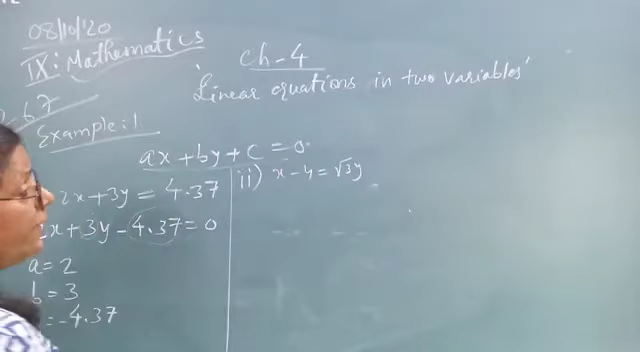 08/10/20
IX: Mathematics
Ch-4
"Linear equations in two variables"
Example: 1
ax + by + c = 0
2x + 3y = 4.37
x + 3y - 4.37 = 0
a = 2
b = 3
= -4.37
ii) x - 4 = √3y